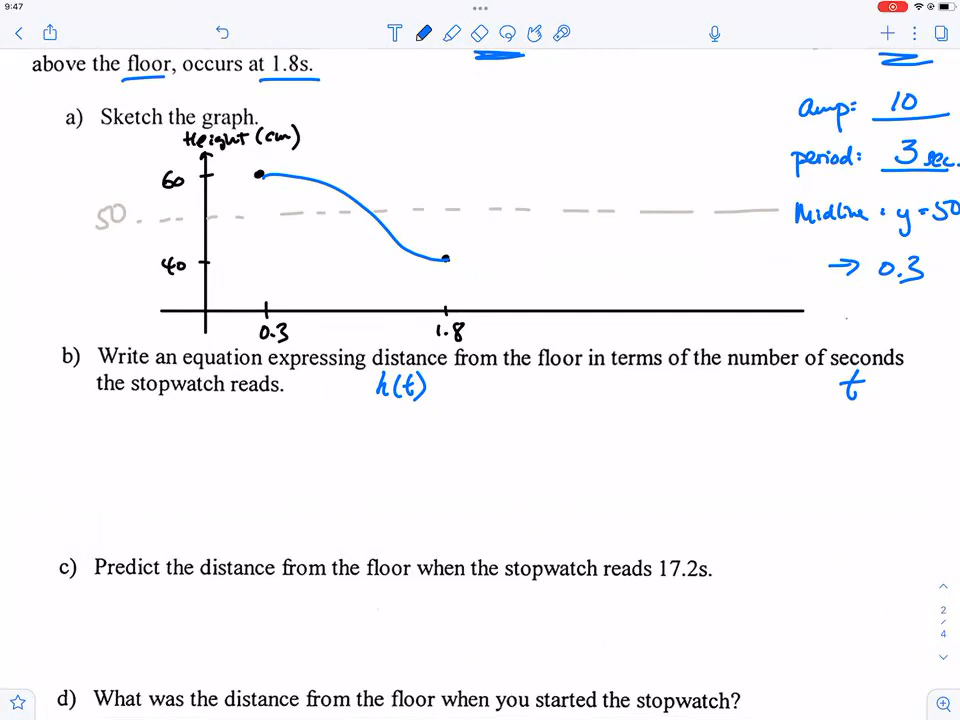 9:47
above the floor, occurs at 1.8s.
a) Sketch the graph.
Height (cm)
60
50
40
0.3
1.8
amp: 10
period: 3 sec.
Midline: y=50
→ 0.3
b) Write an equation expressing distance from the floor in terms of the number of seconds
the stopwatch reads.
h(t)
t
c) Predict the distance from the floor when the stopwatch reads 17.2s.
2
/
4
d) What was the distance from the floor when you started the stopwatch?